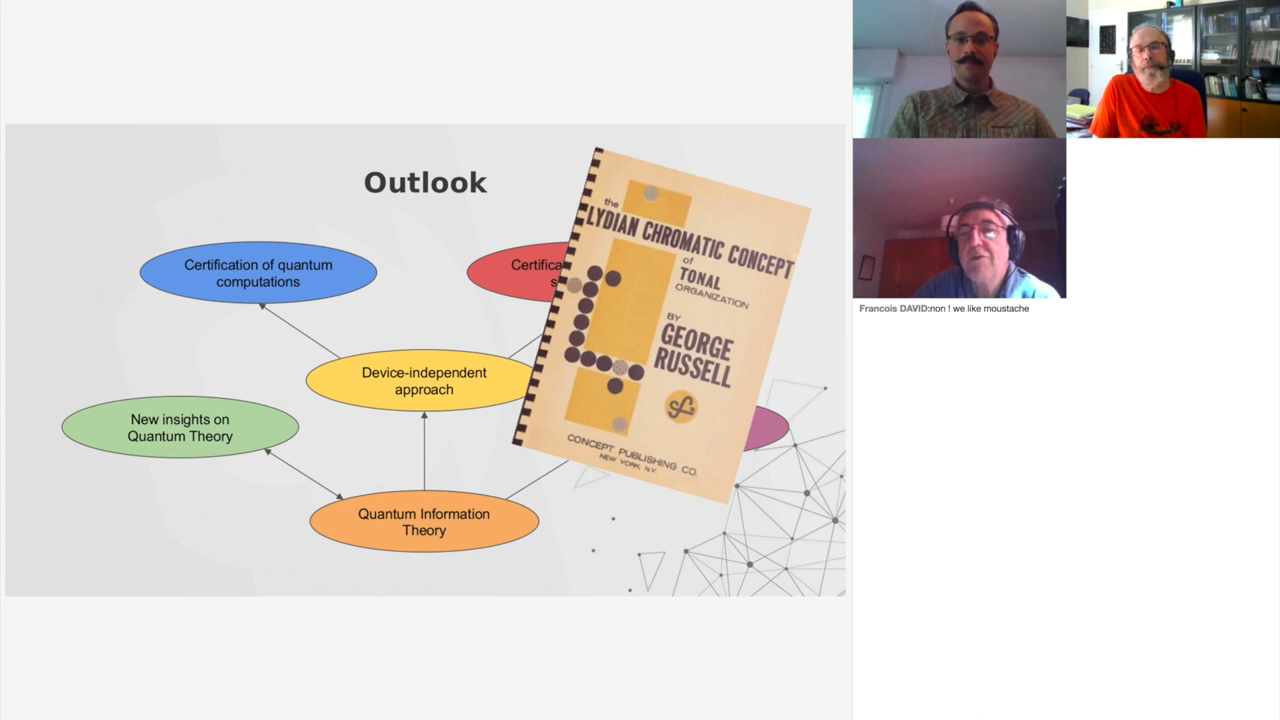 Outlook
Certification of quantum
computations
Certifica
s
Device-independent
approach
New insights on
Quantum Theory
Quantum Information
Theory
the
LYDIAN CHROMATIC CONCEPT
of
TONAL
ORGANIZATION
BY
GEORGE
RUSSELL
CONCEPT PUBLISHING CO.
NEW YORK, N.Y.
Francois DAVID:non ! we like moustache